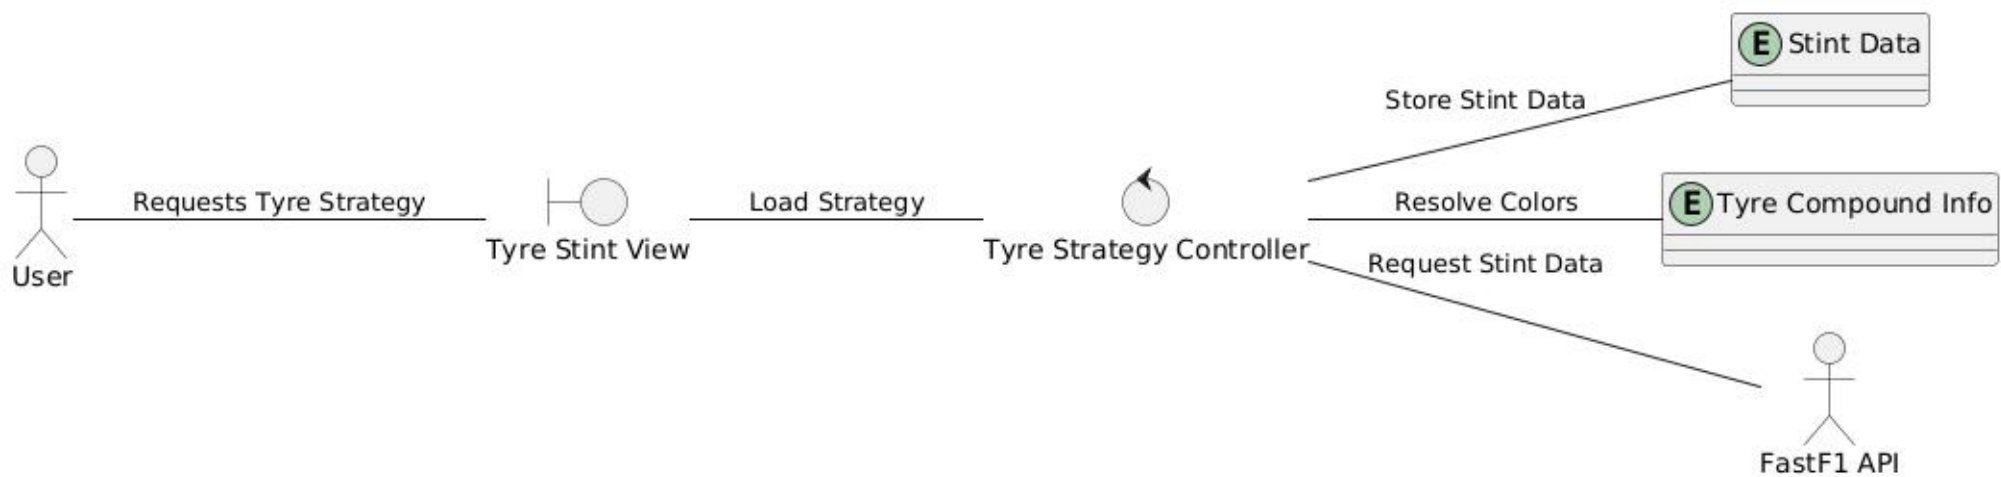 E Stint Data
Store Stint Data
Requests Tyre Strategy
Load Strategy
Resolve Colors
E Tyre Compound Info
Tyre Stint View
Tyre Strategy Controller
Request Stint Data
User
FastF1 API